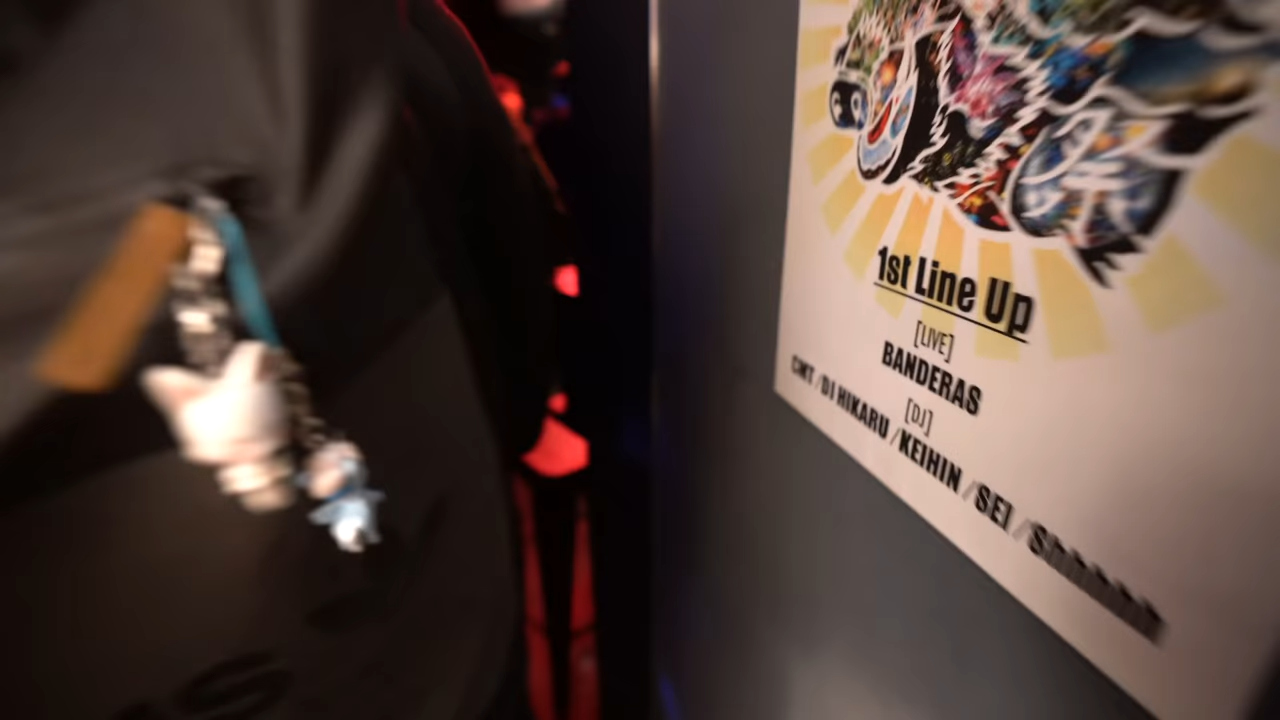 1st Line Up
[LIVE]
BANDERAS
[DJ]
CMT / DJ HIKARU / KEIHIN / SEI /